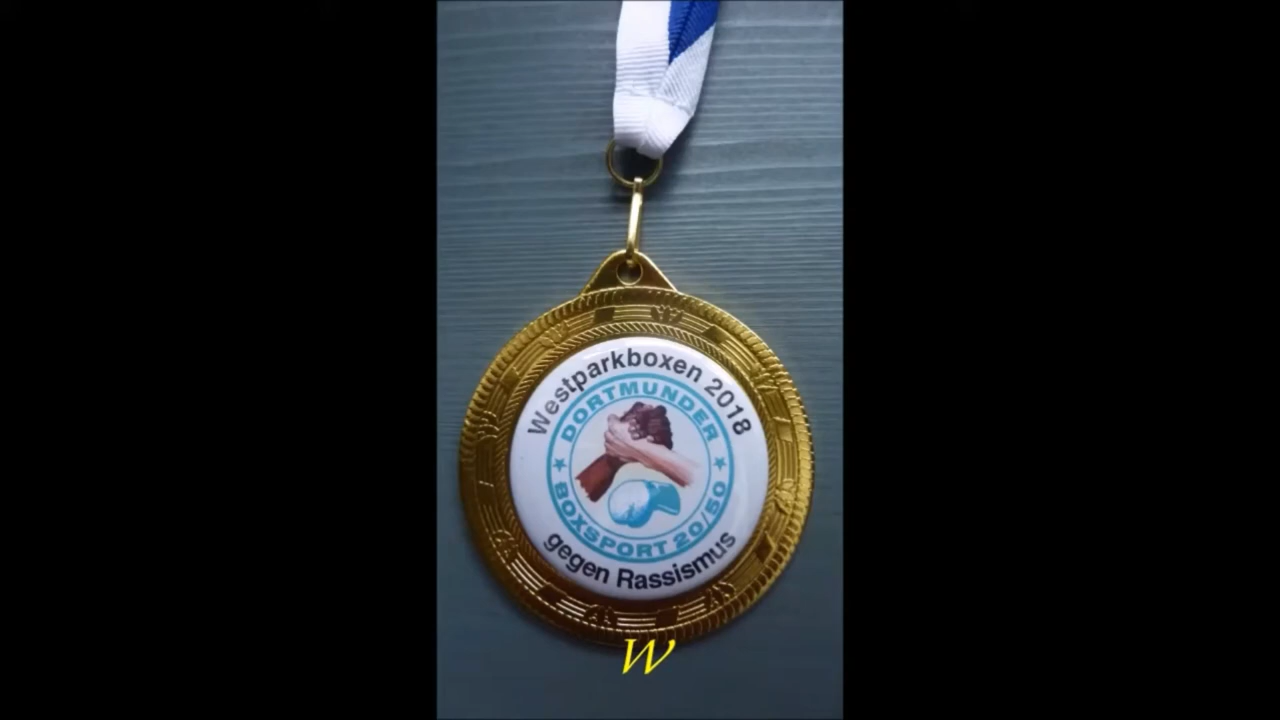 Westparkboxen 2018
DORTMUNDER
BOXSPORT 20/50
gegen Rassismus
W